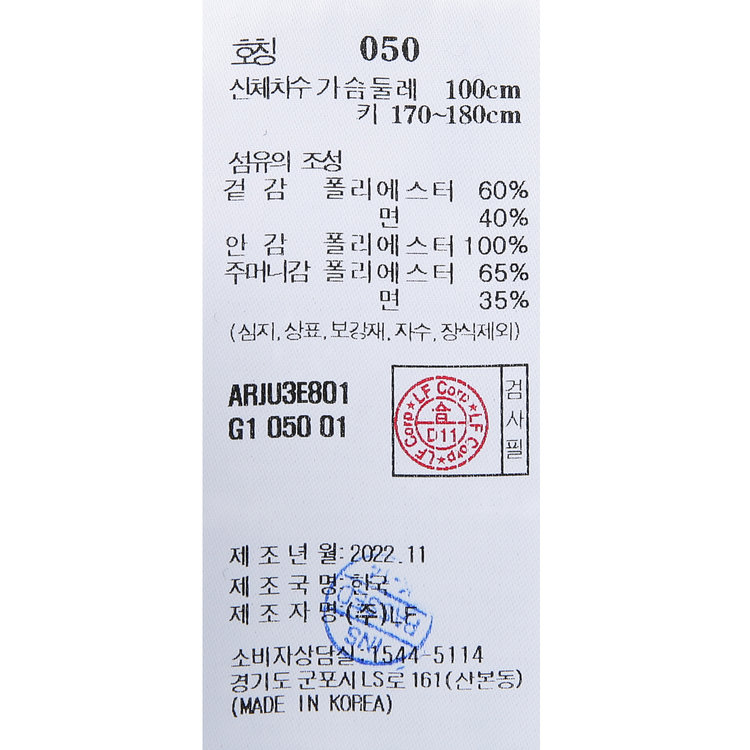 호칭 050
신체치수 가슴둘레 100cm
키 170~180cm
섬유의 조성
겉감 폴리에스터 60%
면 40%
안감 폴리에스터 100%
주머니감 폴리에스터 65%
면 35%
(심지, 상표, 보강재, 자수, 장식제외)
ARJU3E801
G1 050 01
LF Corp★LF Corp★LF Corp★
合
D11
검사필
제조년월: 2022.11
제조국명: 한국
제조자명: (주)LF
INS
소비자상담실: 1544-5114
경기도 군포시 LS로 161(산본동)
(MADE IN KOREA)